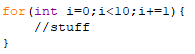 for(int i=0;i<10;i+=1){
    //stuff
}